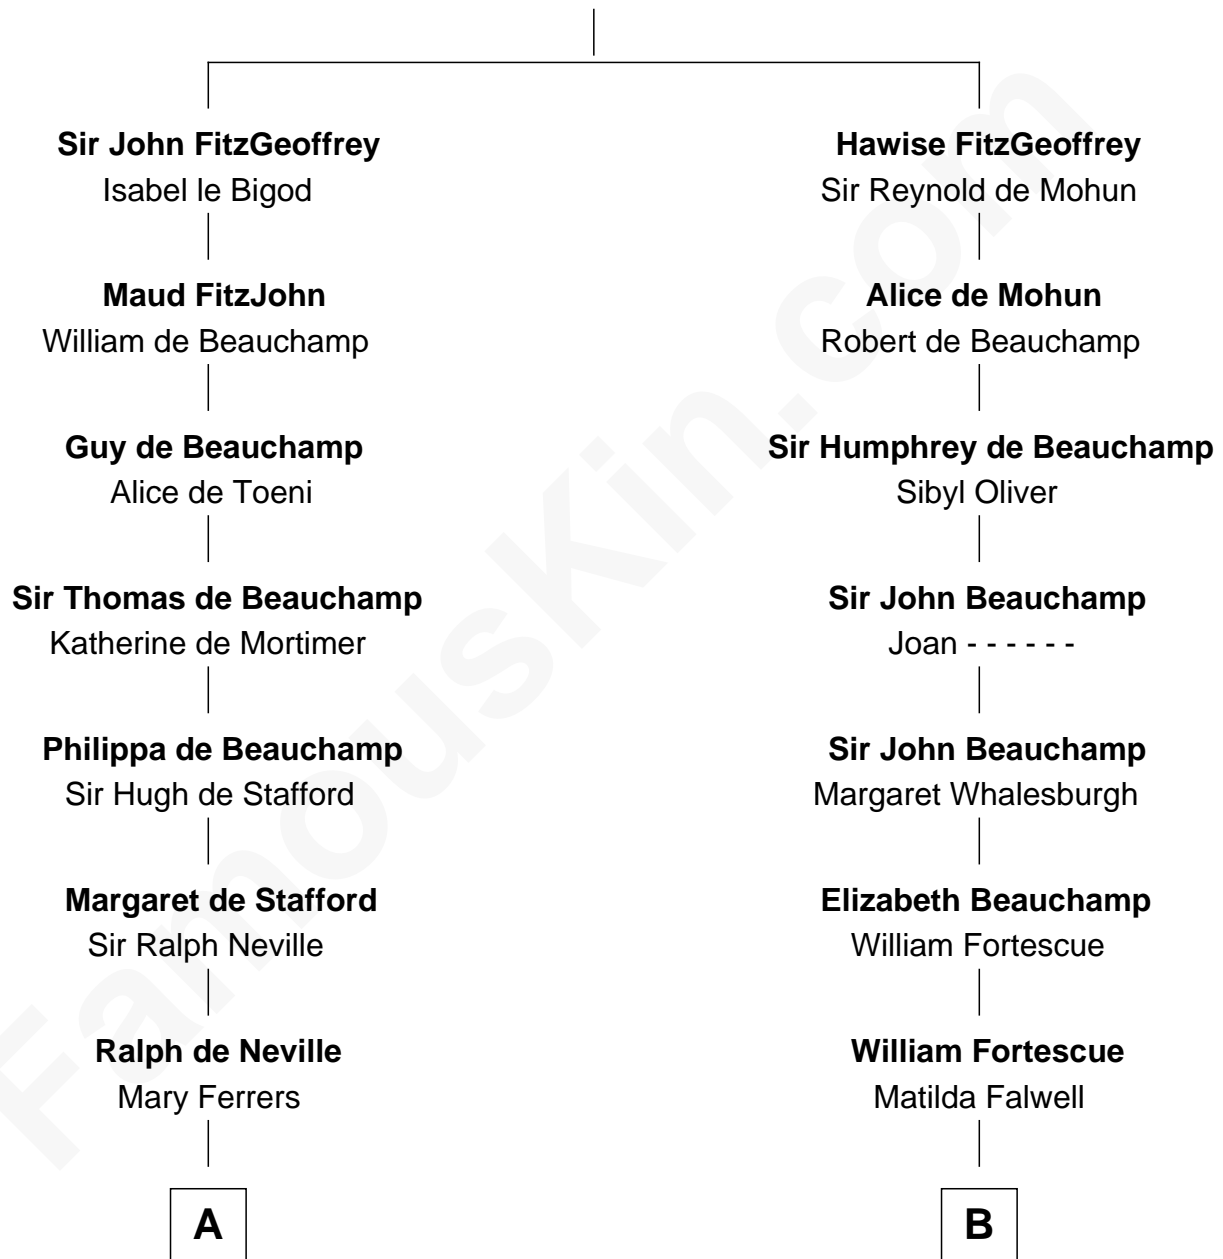 Sir John FitzGeoffrey
Isabel le Bigod
Maud FitzJohn
William de Beauchamp
Guy de Beauchamp
Alice de Toeni
Sir Thomas de Beauchamp
Katherine de Mortimer
Philippa de Beauchamp
Sir Hugh de Stafford
Margaret de Stafford
Sir Ralph Neville
Ralph de Neville
Mary Ferrers
A
Hawise FitzGeoffrey
Sir Reynold de Mohun
Alice de Mohun
Robert de Beauchamp
Sir Humphrey de Beauchamp
Sibyl Oliver
Sir John Beauchamp
Joan - - - - - -
Sir John Beauchamp
Margaret Whalesburgh
Elizabeth Beauchamp
William Fortescue
William Fortescue
Matilda Falwell
B
FamousKin.com